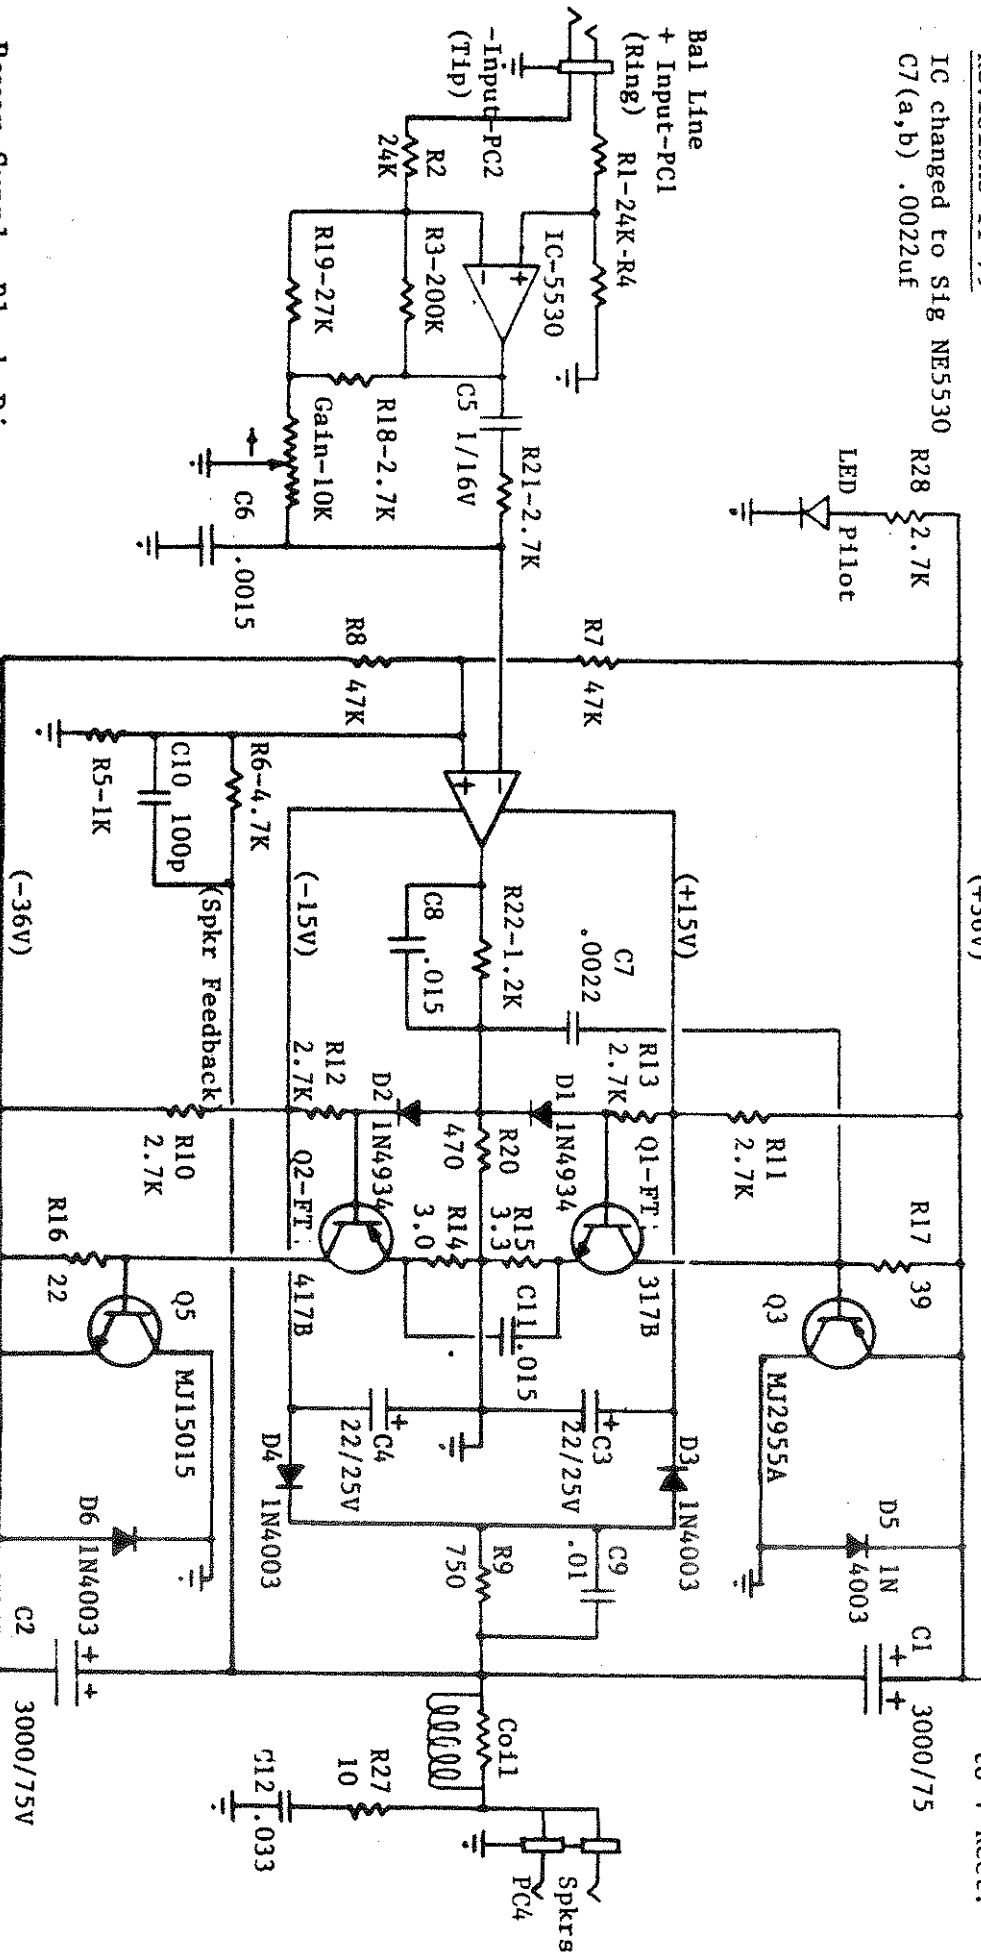 IC changed to Sig NE5530
C7(a,b) .0022uf
Bal Line
+ Input-PC1
(Ring)
-Input-PC2
(Tip)
R1-24K-R4
R2
24K
IC-5530
R3-200K
R19-27K
R18-2.7K
Gain-10K
C5 1/16V
R21-2.7K
C6
.0015
R28
2.7K
LED Pilot
R7
47K
R8
47K
R6-4.7K
C10 100p
R5-1K
(Spkr Feedback)
(+36V)
(-36V)
(+15V)
(-15V)
R22-1.2K
C8
.015
C7
.0022
R13
2.7K
R12
2.7K
D1
1N4934
D2
1N4934
R20
470
R11
2.7K
R10
2.7K
Q1-FT
317B
Q2-FT
417B
R15
3.3
R14
3.0
C11
.015
R17
39
R16
22
Q3
MJ2955A
Q5
MJ15015
C3
22/25V
C4
22/25V
D3
1N4003
D4
1N4003
R9
750
C9
.01
D5 1N
4003
D6 1N4003
C1
3000/75
C2
3000/75V
Coil
R27
10
C12 .033
Spkrs
PC4